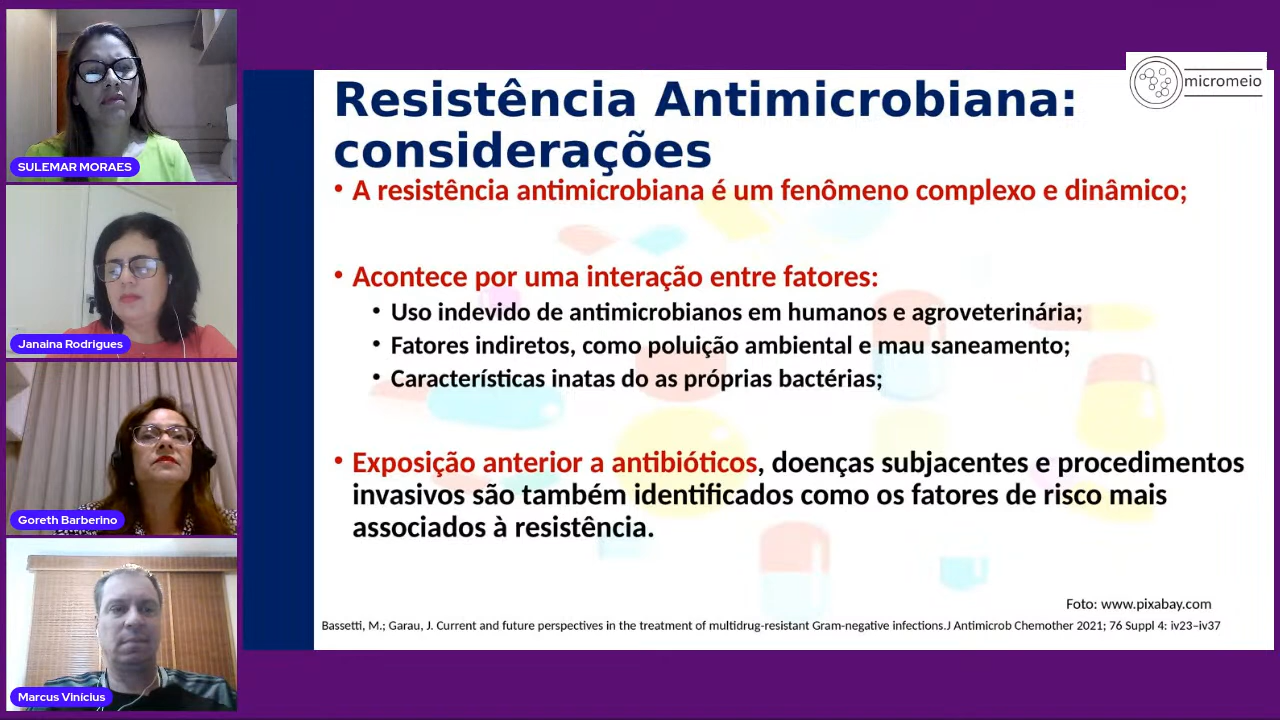 SULEMAR MORAES
Janaina Rodrigues
Goreth Barberino
Marcus Vinícius
micromeio
Resistência Antimicrobiana:
considerações
• A resistência antimicrobiana é um fenômeno complexo e dinâmico;
• Acontece por uma interação entre fatores:
• Uso indevido de antimicrobianos em humanos e agroveterinária;
• Fatores indiretos, como poluição ambiental e mau saneamento;
• Características inatas do as próprias bactérias;
• Exposição anterior a antibióticos, doenças subjacentes e procedimentos
invasivos são também identificados como os fatores de risco mais
associados à resistência.
Foto: www.pixabay.com
Bassetti, M.; Garau, J. Current and future perspectives in the treatment of multidrug-resistant Gram-negative infections.J Antimicrob Chemother 2021; 76 Suppl 4: iv23–iv37